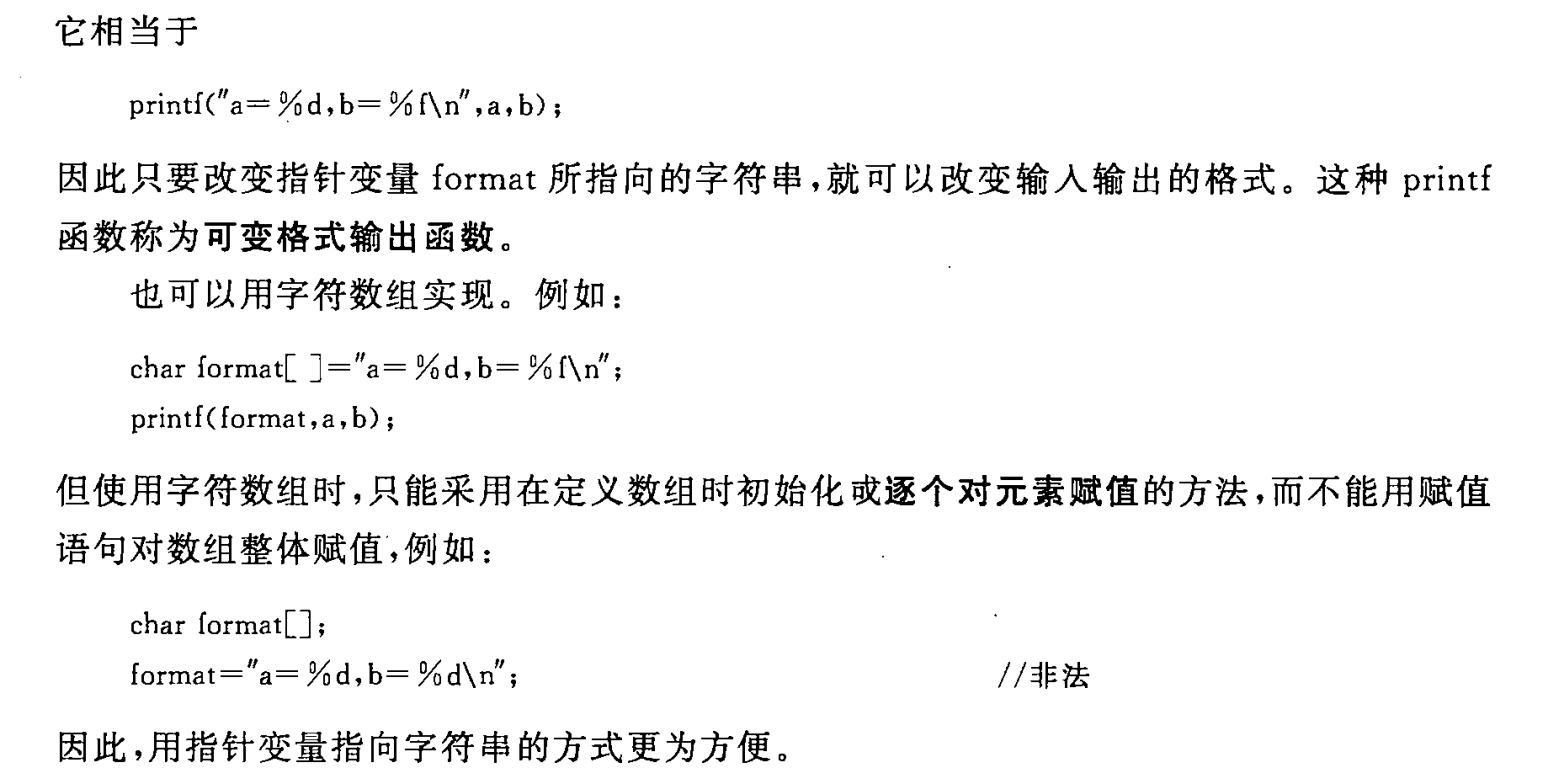 它相当于
printf("a=%d,b=%f\n",a,b);
因此只要改变指针变量 format 所指向的字符串,就可以改变输入输出的格式。这种 printf
函数称为可变格式输出函数。
也可以用字符数组实现。例如:
char format[ ]="a=%d,b=%f\n";
printf(format,a,b);
但使用字符数组时,只能采用在定义数组时初始化或逐个对元素赋值的方法,而不能用赋值
语句对数组整体赋值,例如:
char format[];
format="a=%d,b=%d\n"; //非法
因此,用指针变量指向字符串的方式更为方便。